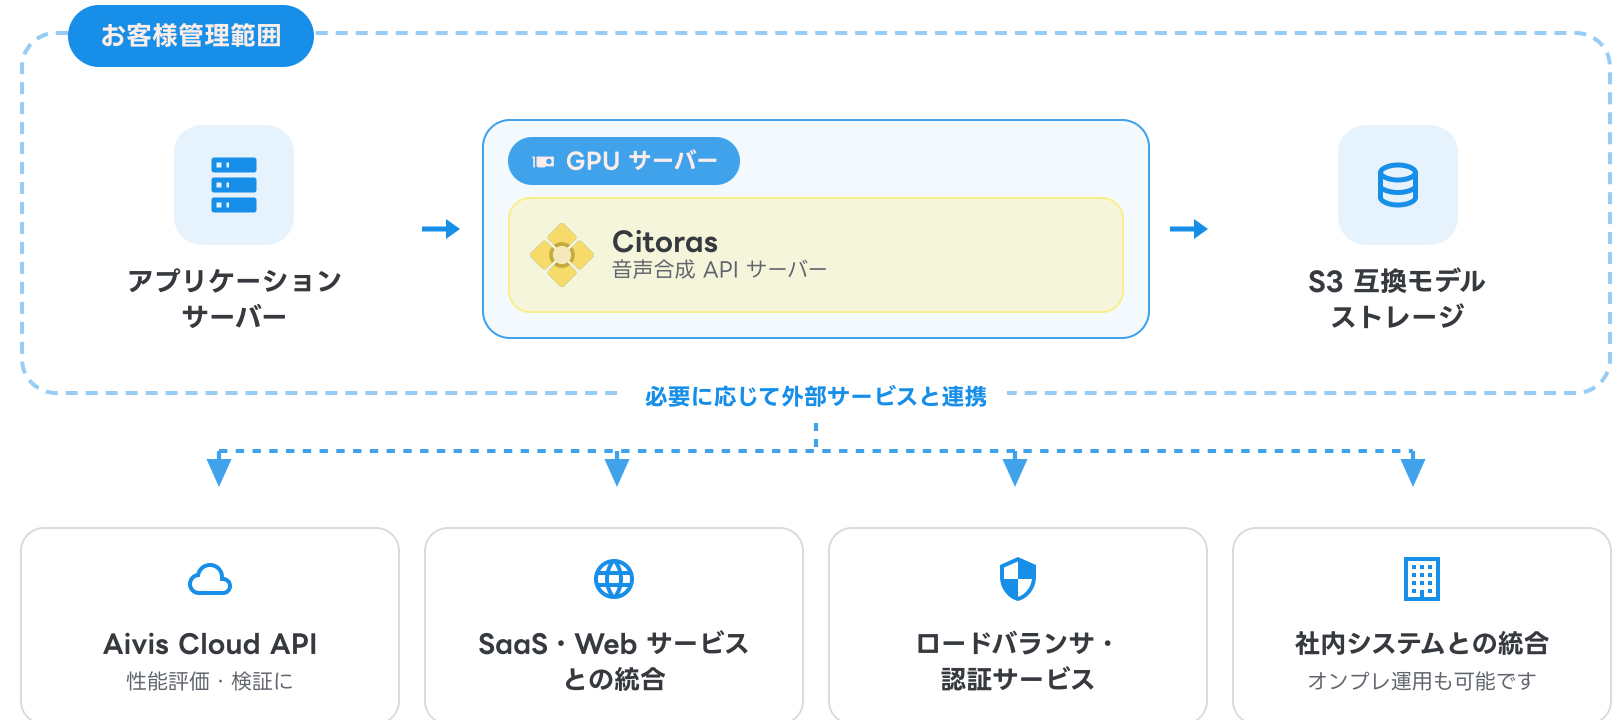 お客様管理範囲
GPU サーバー
Citoras
音声合成 API サーバー
アプリケーション
サーバー
S3 互換モデル
ストレージ
必要に応じて外部サービスと連携
Aivis Cloud API
性能評価・検証に
SaaS・Web サービス
との統合
ロードバランサ・
認証サービス
社内システムとの統合
オンプレ運用も可能です